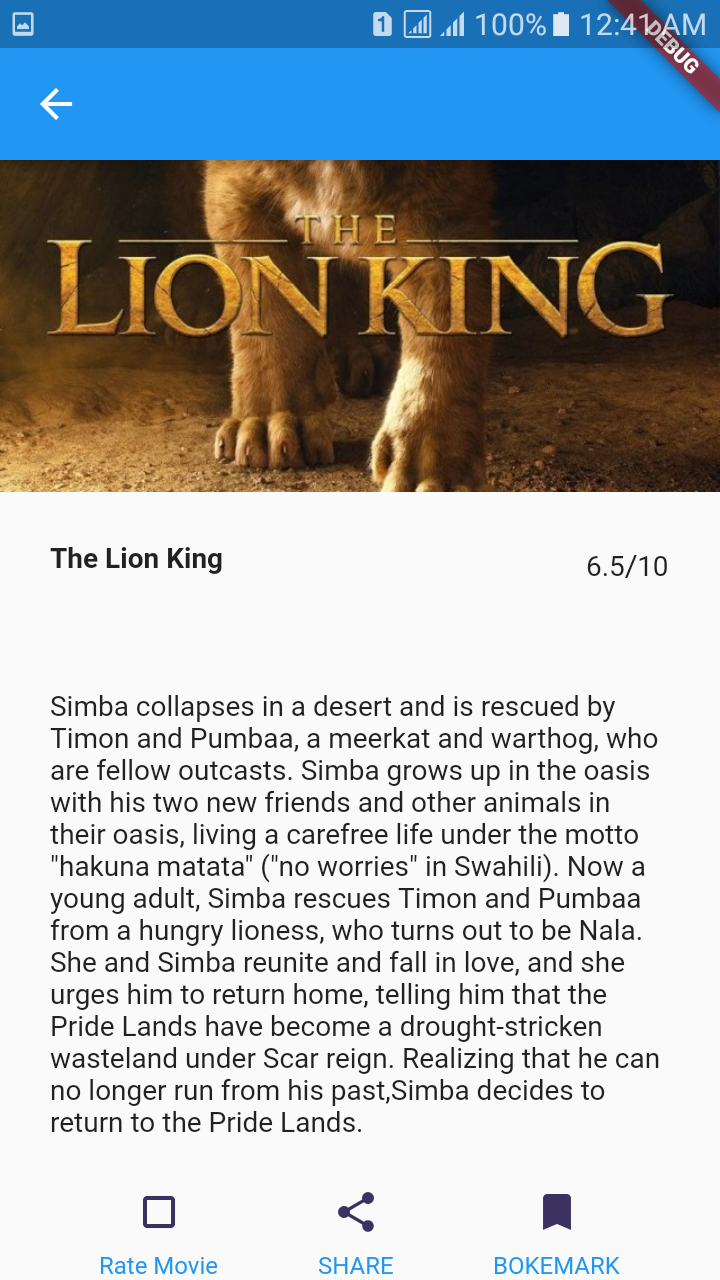 1 100% 12:41 AM
DEBUG
THE
LION KING
The Lion King
6.5/10
Simba collapses in a desert and is rescued by
Timon and Pumbaa, a meerkat and warthog, who
are fellow outcasts. Simba grows up in the oasis
with his two new friends and other animals in
their oasis, living a carefree life under the motto
"hakuna matata" ("no worries" in Swahili). Now a
young adult, Simba rescues Timon and Pumbaa
from a hungry lioness, who turns out to be Nala.
She and Simba reunite and fall in love, and she
urges him to return home, telling him that the
Pride Lands have become a drought-stricken
wasteland under Scar reign. Realizing that he can
no longer run from his past,Simba decides to
return to the Pride Lands.
Rate Movie SHARE BOKEMARK